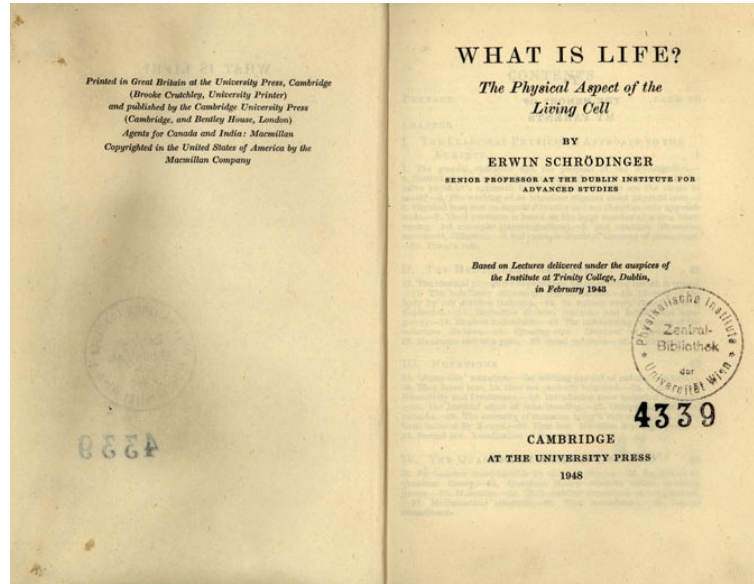 Printed in Great Britain at the University Press, Cambridge
(Brooke Crutchley, University Printer)
and published by the Cambridge University Press
(Cambridge, and Bentley House, London)
Agents for Canada and India: Macmillan
Copyrighted in the United States of America by the
Macmillan Company
4339
WHAT IS LIFE?
The Physical Aspect of the
Living Cell
BY
ERWIN SCHRÖDINGER
SENIOR PROFESSOR AT THE DUBLIN INSTITUTE FOR
ADVANCED STUDIES
Based on Lectures delivered under the auspices of
the Institute at Trinity College, Dublin,
in February 1943
Physikalische Institute
Zentral-
Bibliothek
der
Universität Wien
4339
CAMBRIDGE
AT THE UNIVERSITY PRESS
1948